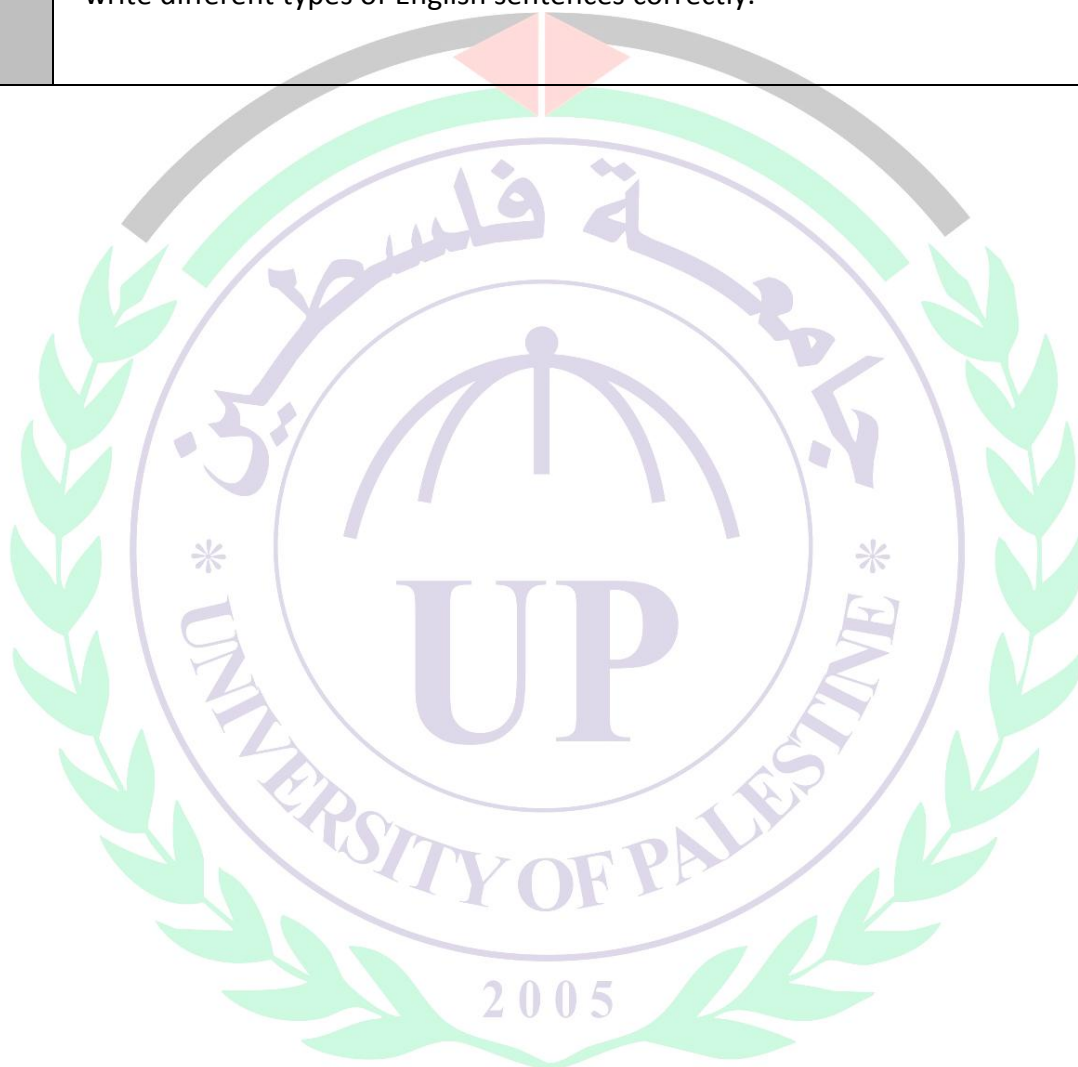 write different types of English sentences correctly.
جامعة فلسطين
* UNIVERSITY OF PALESTINE *
UP
2005